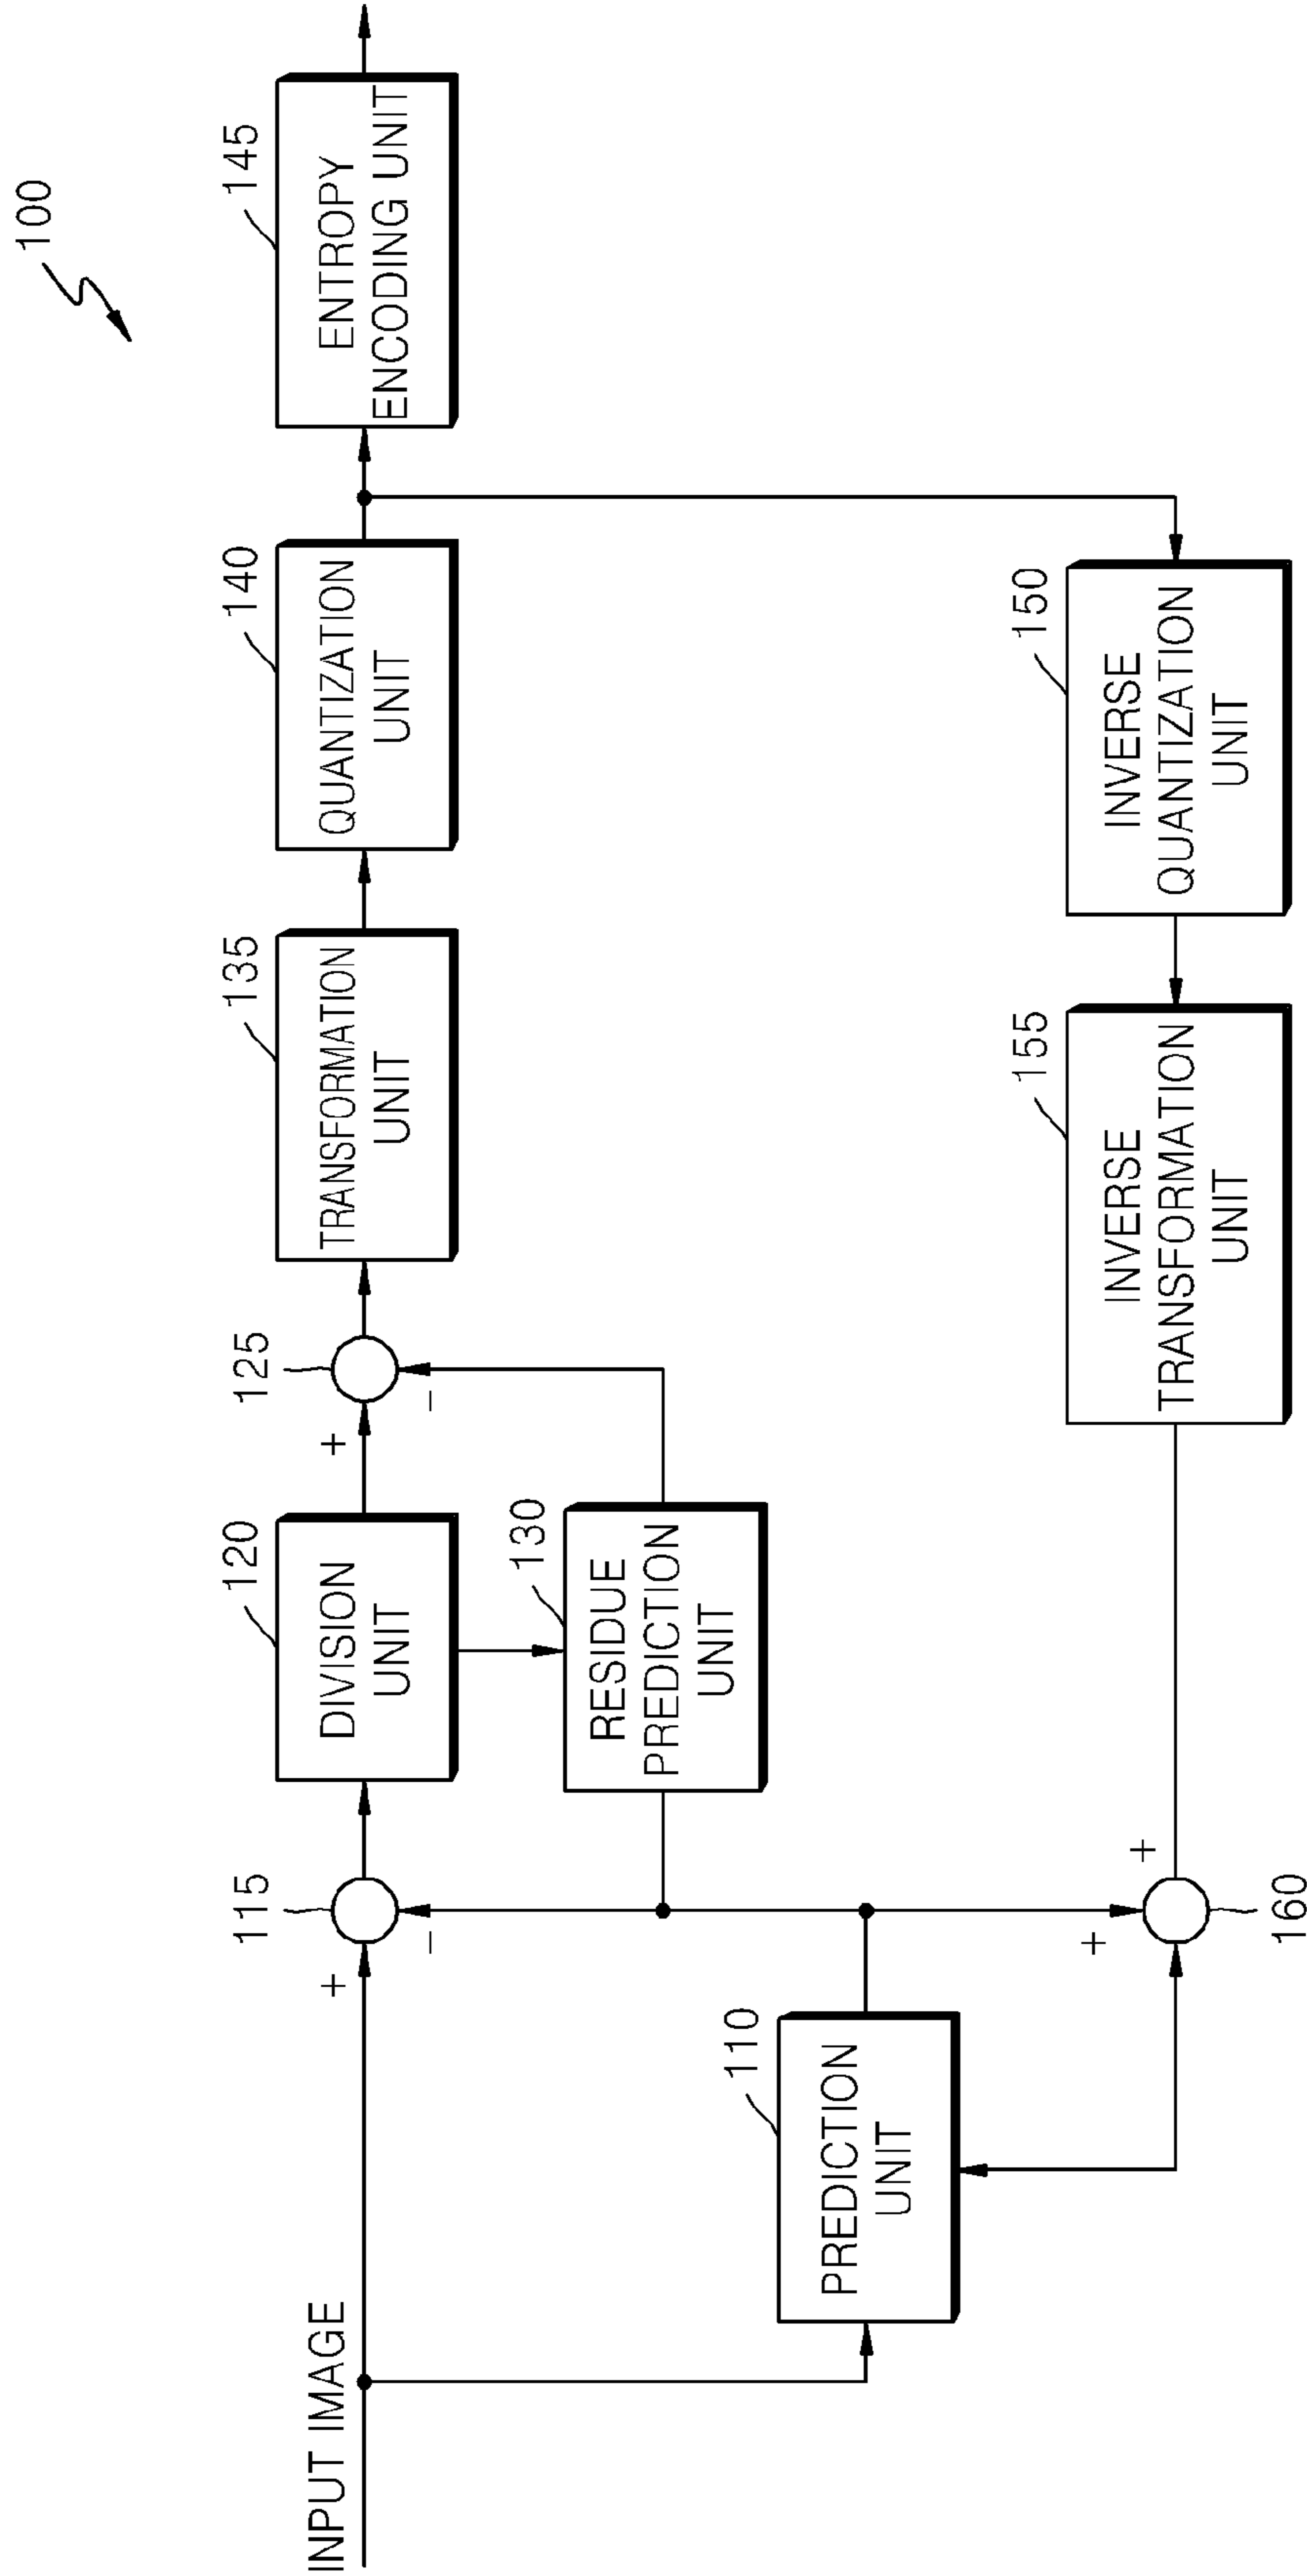 100
INPUT IMAGE
+
-
115
120
DIVISION
UNIT
+
-
125
135
TRANSFORMATION
UNIT
140
QUANTIZATION
UNIT
145
ENTROPY
ENCODING UNIT
130
RESIDUE
PREDICTION
UNIT
110
PREDICTION
UNIT
+
+
160
155
INVERSE
TRANSFORMATION
UNIT
150
INVERSE
QUANTIZATION
UNIT